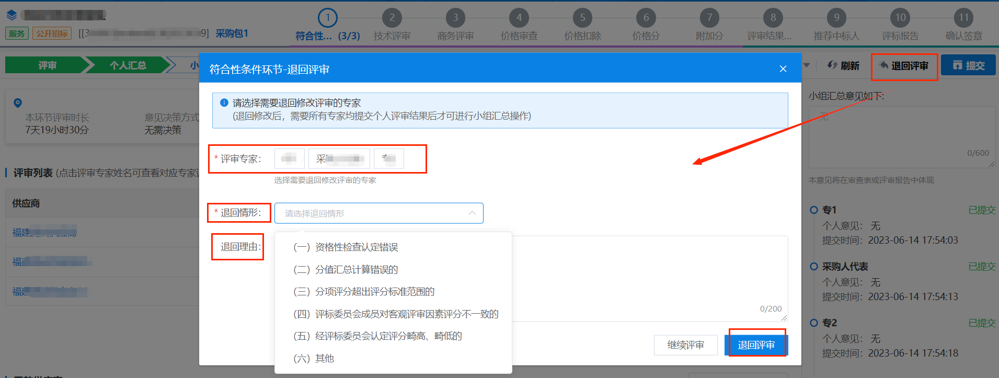 1
2
3
4
5
6
7
8
9
10
11
符合性... (3/3)
技术评审
商务评审
价格审查
价格扣除
价格分
附加分
评审结果...
推荐中标人
评标报告
确认签章
服务
公开招标
[[3
9]
采购包1
评审
个人汇总
小
刷新
退回评审
提交
本环节评审时长
7天19小时30分
意见决策方式
无需决策
评审列表 (点击评审专家姓名可查看对应专家
供应商
福建
福
福建
符合性条件环节-退回评审
请选择需要退回修改评审的专家
(退回修改后，需要所有专家均提交个人评审结果后才可进行小组汇总操作)
* 评审专家：
采
选择需要退回修改评审的专家
* 退回情形：
请选择退回情形
退回理由：
（一）资格性检查认定错误
（二）分值汇总计算错误的
（三）分项评分超出评分标准范围的
（四）评标委员会成员对客观评审因素评分不一致的
（五）经评标委员会认定评分畸高、畸低的
（六）其他
0/200
继续评审
退回评审
小组汇总意见如下：
无
0/600
本意见将在审查表或评审报告中体现
专1
已提交
个人意见： 无
提交时间：2023-06-14 17:54:03
采购人代表
已提交
个人意见： 无
提交时间：2023-06-14 17:54:13
专2
已提交
个人意见： 无
提交时间：2023-06-14 17:54:18